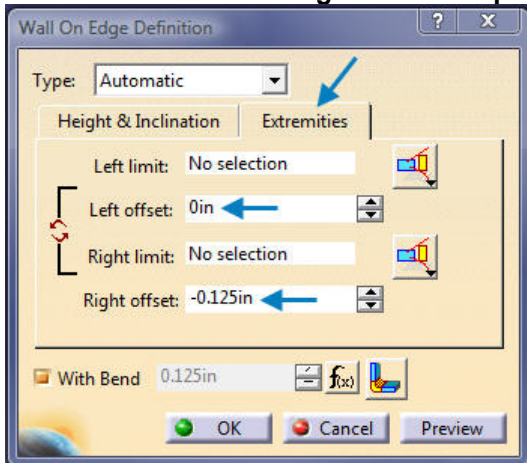 Wall On Edge Definition ? X
Type: Automatic
Height & Inclination Extremities
Left limit: No selection
Left offset: 0in
Right limit: No selection
Right offset: -0.125in
With Bend 0.125in f(x)
OK Cancel Preview